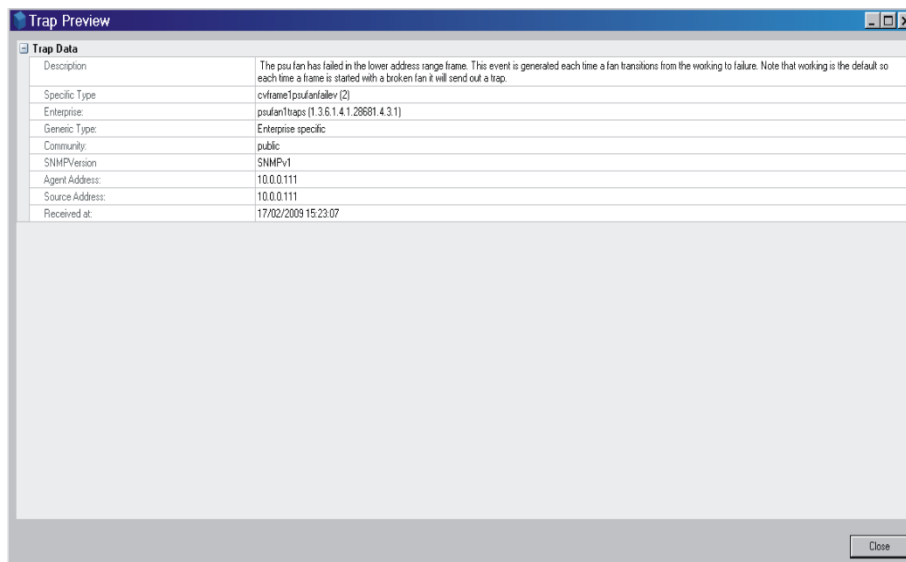 Trap Preview
Trap Data
Description The psu fan has failed in the lower address range frame. This event is generated each time a fan transitions from the working to failure. Note that working is the default so
each time a frame is started with a broken fan it will send out a trap.
Specific Type cvframe1psufanfailev (2)
Enterprise: psufan1traps (1.3.6.1.4.1.28681.4.3.1)
Generic Type: Enterprise specific
Community: public
SNMPVersion SNMPv1
Agent Address: 10.0.0.111
Source Address: 10.0.0.111
Received at: 17/02/2009 15:23:07
Close